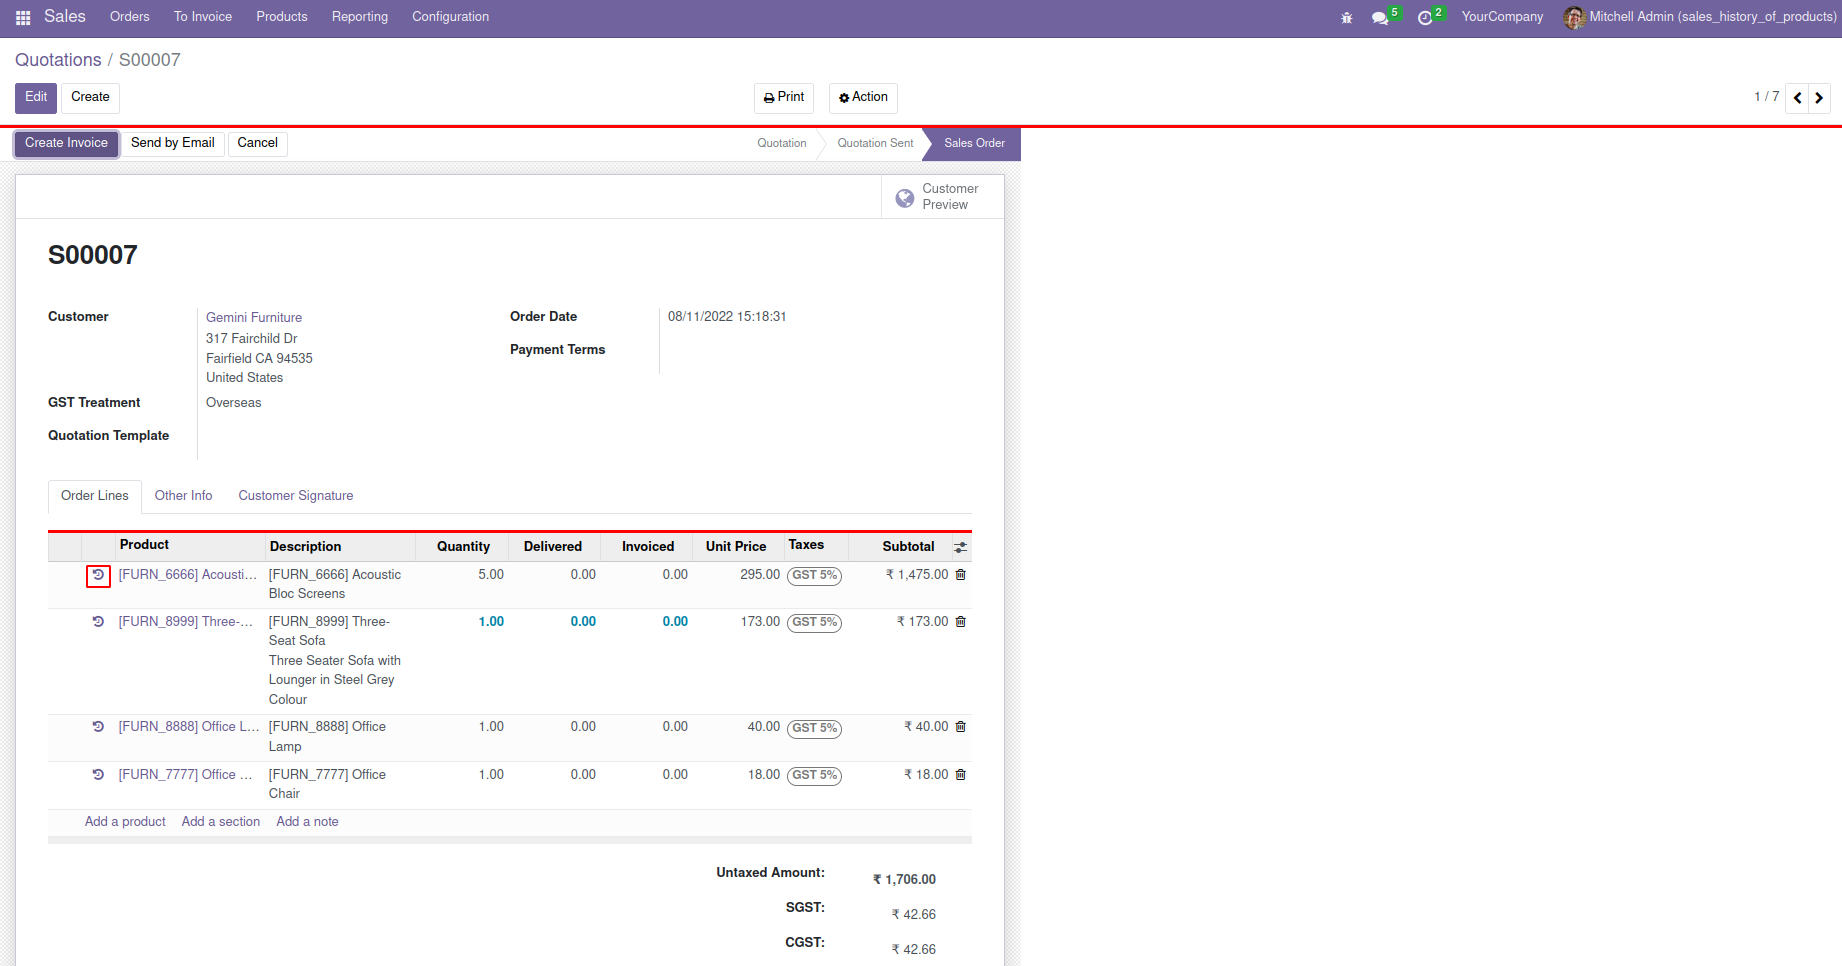 Sales Orders To Invoice Products Reporting Configuration 5 2 YourCompany Mitchell Admin (sales_history_of_products)
Quotations / S00007
Edit Create Print Action 1 / 7
Create Invoice Send by Email Cancel Quotation Quotation Sent Sales Order
Customer
Preview
S00007
Customer Gemini Furniture Order Date 08/11/2022 15:18:31
317 Fairchild Dr
Payment Terms
Fairfield CA 94535
United States
GST Treatment Overseas
Quotation Template
Order Lines Other Info Customer Signature
Product Description Quantity Delivered Invoiced Unit Price Taxes Subtotal
[FURN_6666] Acousti... [FURN_6666] Acoustic 5.00 0.00 0.00 295.00 GST 5% ₹ 1,475.00
Bloc Screens
[FURN_8999] Three-... [FURN_8999] Three- 1.00 0.00 0.00 173.00 GST 5% ₹ 173.00
Seat Sofa
Three Seater Sofa with
Lounger in Steel Grey
Colour
[FURN_8888] Office L... [FURN_8888] Office 1.00 0.00 0.00 40.00 GST 5% ₹ 40.00
Lamp
[FURN_7777] Office ... [FURN_7777] Office 1.00 0.00 0.00 18.00 GST 5% ₹ 18.00
Chair
Add a product Add a section Add a note
Untaxed Amount: ₹ 1,706.00
SGST: ₹ 42.66
CGST: ₹ 42.66